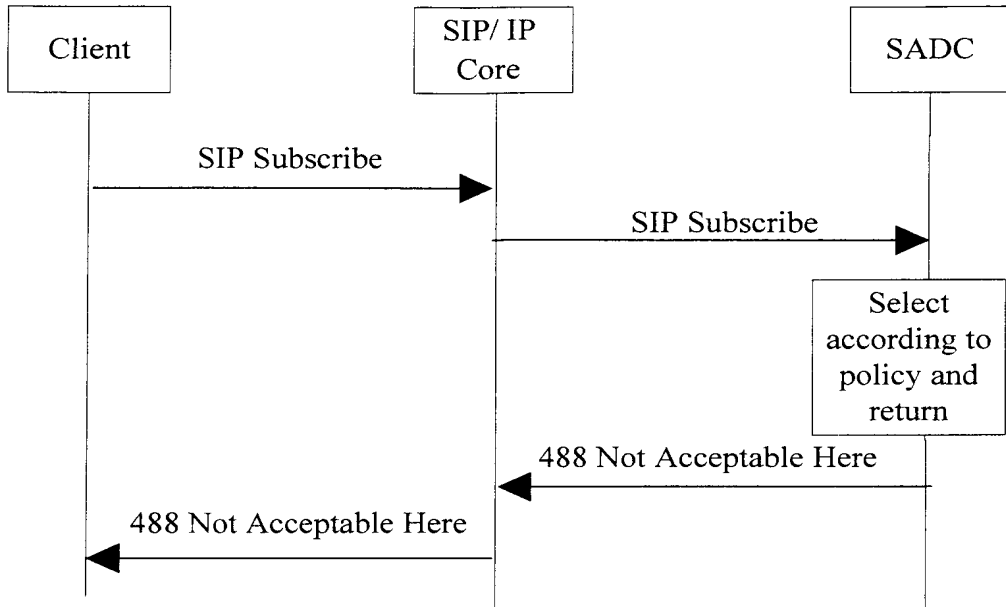 Client
SIP/ IP
Core
SADC
SIP Subscribe
SIP Subscribe
Select
according to
policy and
return
488 Not Acceptable Here
488 Not Acceptable Here